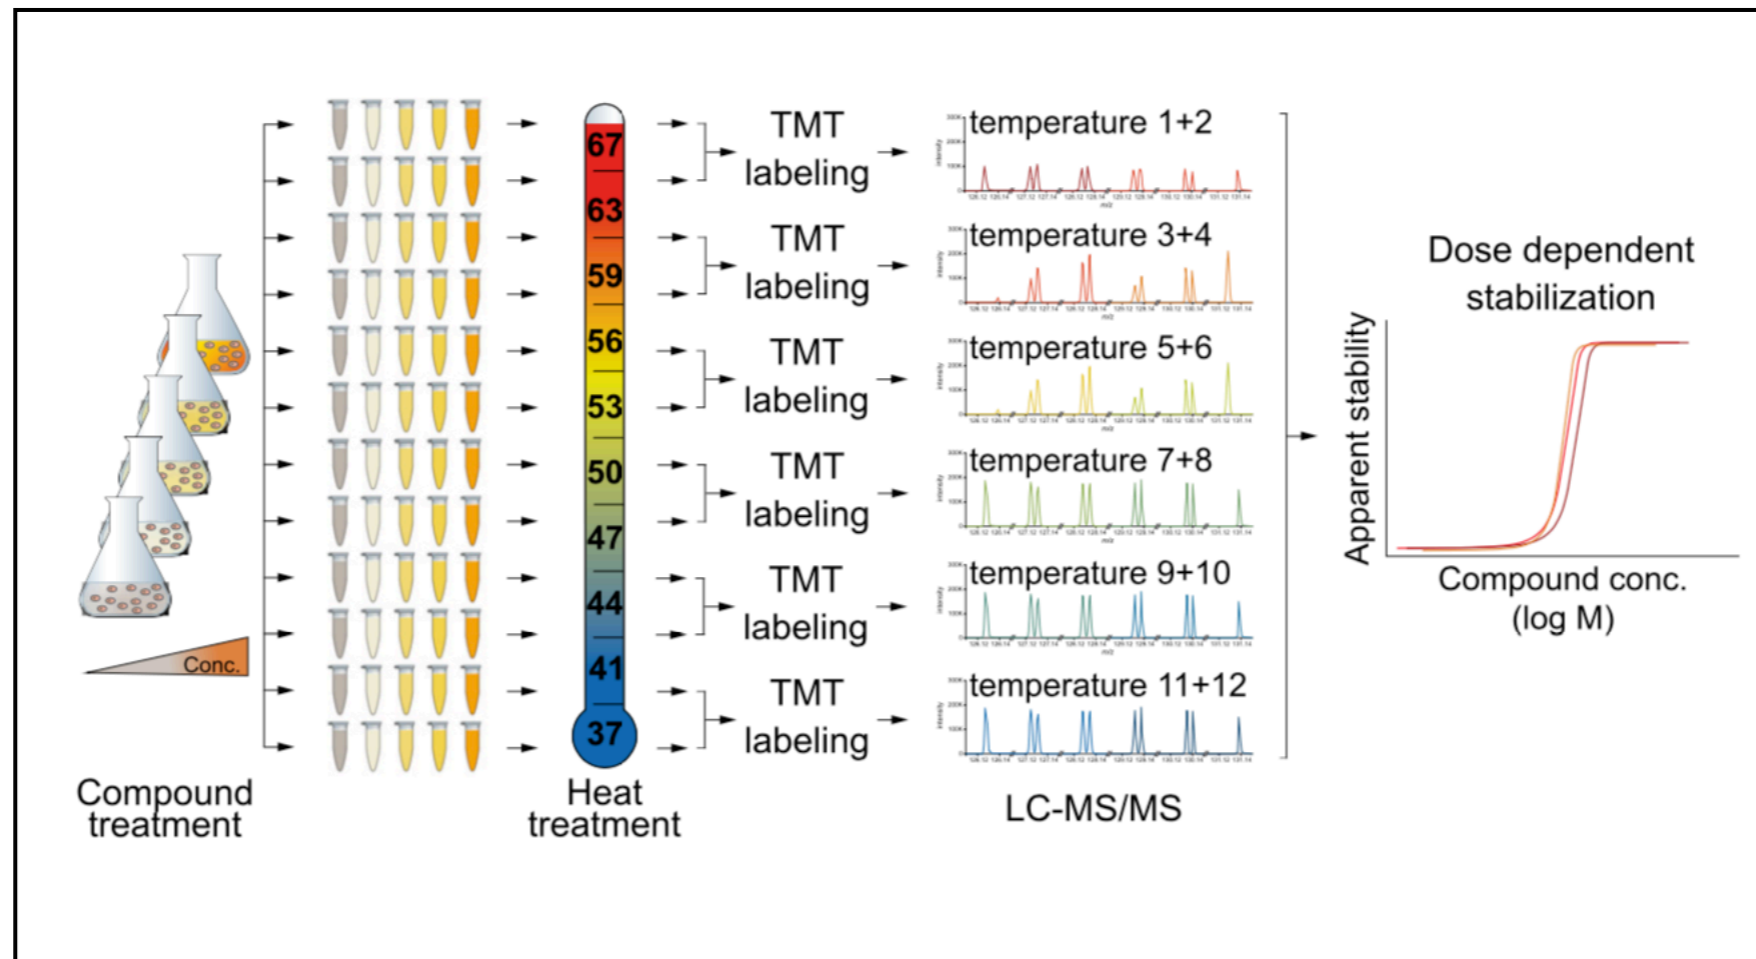 Conc.
Compound
treatment
67
63
59
56
53
50
47
44
41
37
Heat
treatment
TMT
labeling
TMT
labeling
TMT
labeling
TMT
labeling
TMT
labeling
TMT
labeling
temperature 1+2
temperature 3+4
temperature 5+6
temperature 7+8
temperature 9+10
temperature 11+12
LC-MS/MS
Dose dependent
stabilization
Apparent stability
Compound conc.
(log M)